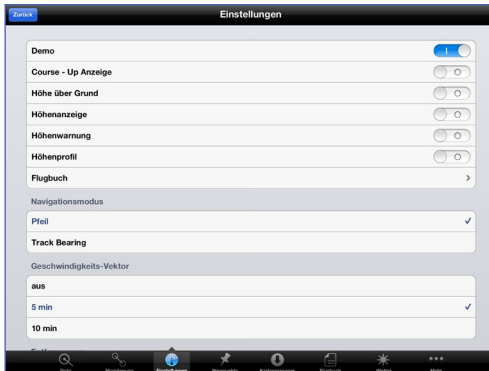 Zurück
Einstellungen
Demo
Course - Up Anzeige
Höhe über Grund
Höhenanzeige
Höhenwarnung
Höhenprofil
Flugbuch
Navigationsmodus
Pfeil
Track Bearing
Geschwindigkeits-Vektor
aus
5 min
10 min